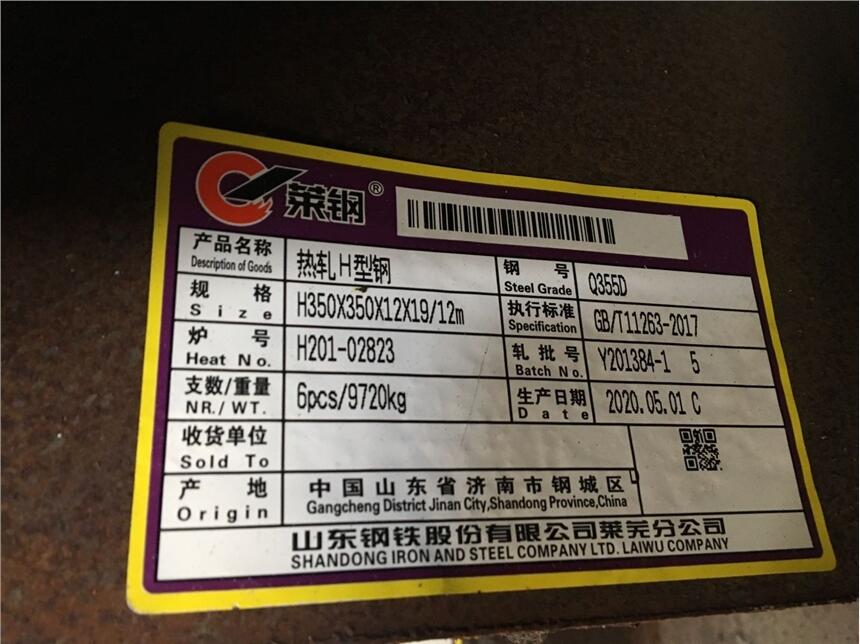 莱钢®
产品名称 热轧H型钢 钢号 Q355D
Description of Goods Steel Grade
规格 H350X350X12X19/12m 执行标准 GB/T11263-2017
Size Specification
炉号 H201-02823 轧批号 Y201384-1 5
Heat No. Batch No.
支数/重量 6pcs/9720kg 生产日期 2020.05.01 C
NR./WT. Date
收货单位
Sold To
产地 中国山东省济南市钢城区
Origin Gangcheng District Jinan City,Shandong Province,China
山东钢铁股份有限公司莱芜分公司
SHANDONG IRON AND STEEL COMPANY LTD. LAIWU COMPANY